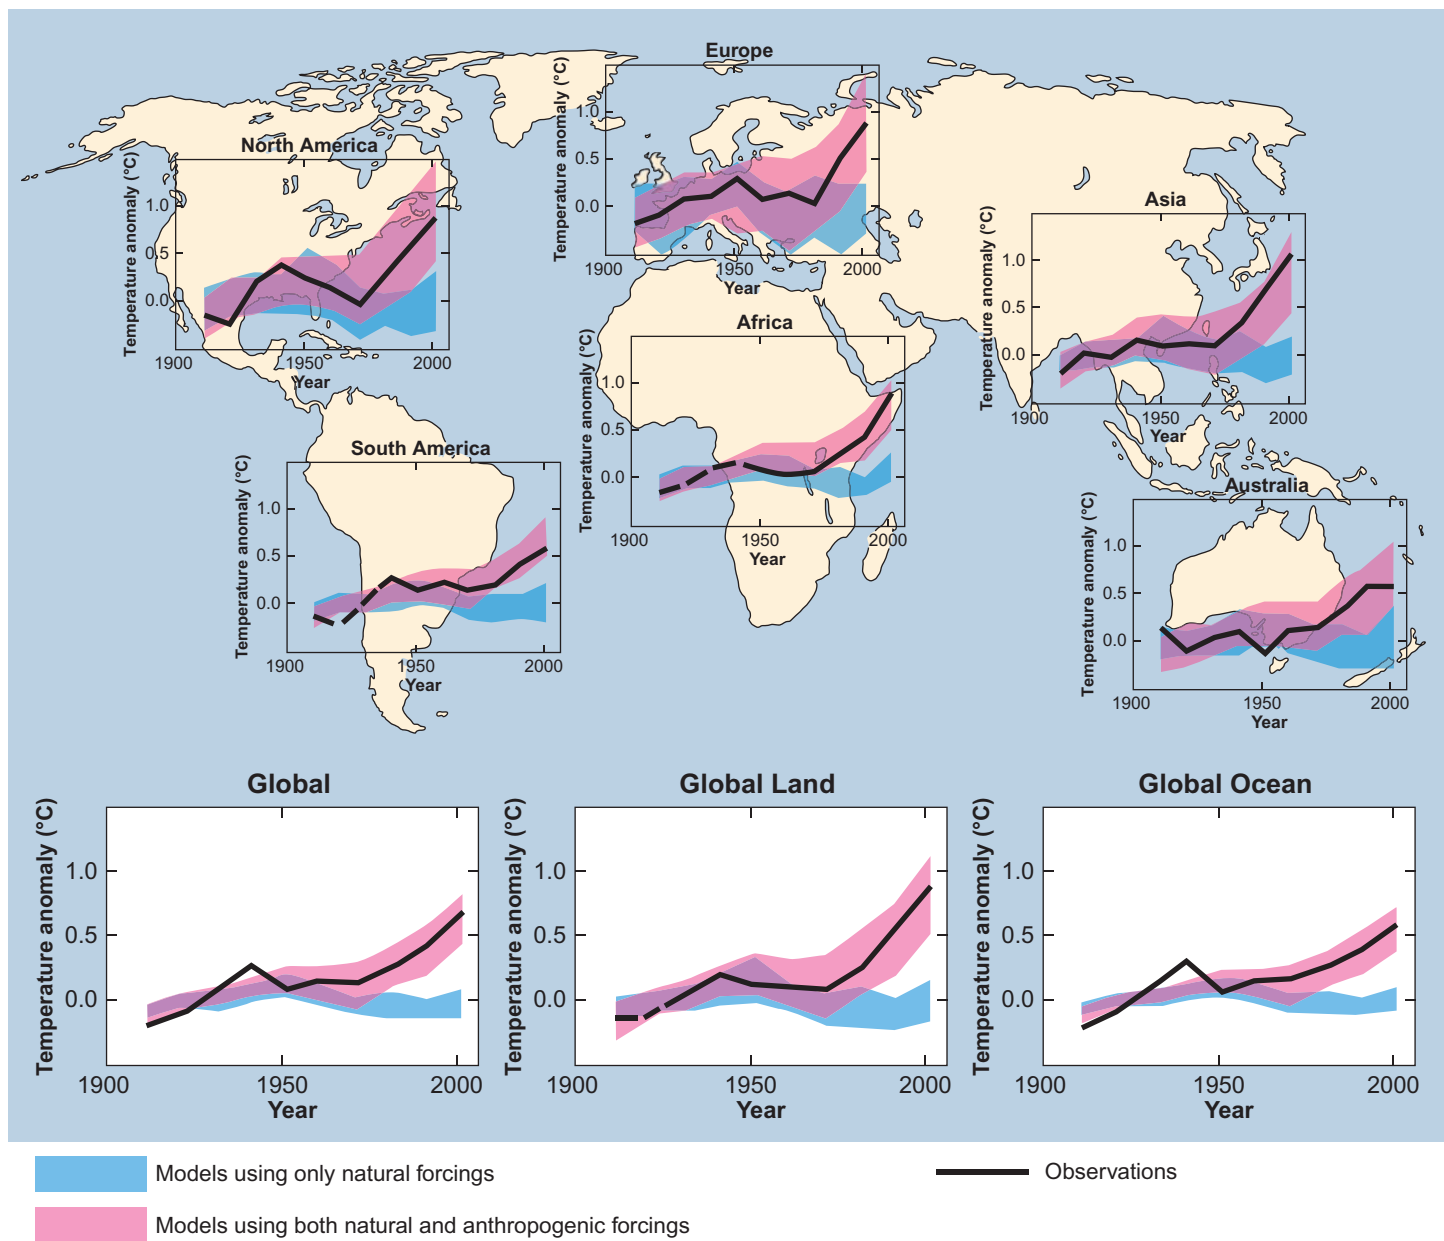 Europe
Temperature anomaly (°C)
1.0
0.5
0.0
1900
1950
2000
Year
North America
Temperature anomaly (°C)
1.0
0.5
0.0
1900
1950
2000
Year
Asia
Temperature anomaly (°C)
1.0
0.5
0.0
1900
1950
2000
Year
Africa
Temperature anomaly (°C)
1.0
0.5
0.0
1900
1950
2000
Year
South America
Temperature anomaly (°C)
1.0
0.5
0.0
1900
1950
2000
Year
Australia
Temperature anomaly (°C)
1.0
0.5
0.0
1900
1950
2000
Year
Global
Temperature anomaly (°C)
1.0
0.5
0.0
1900
1950
2000
Year
Global Land
Temperature anomaly (°C)
1.0
0.5
0.0
1900
1950
2000
Year
Global Ocean
Temperature anomaly (°C)
1.0
0.5
0.0
1900
1950
2000
Year
Models using only natural forcings
Observations
Models using both natural and anthropogenic forcings